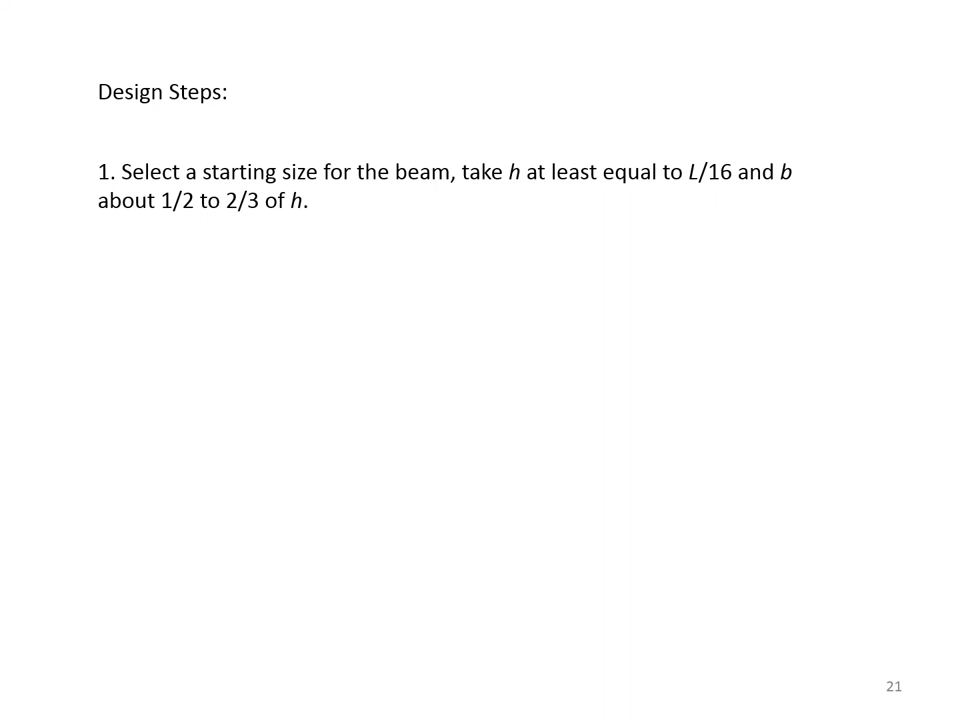 Design Steps:
1. Select a starting size for the beam, take h at least equal to L/16 and b
about 1/2 to 2/3 of h.
21